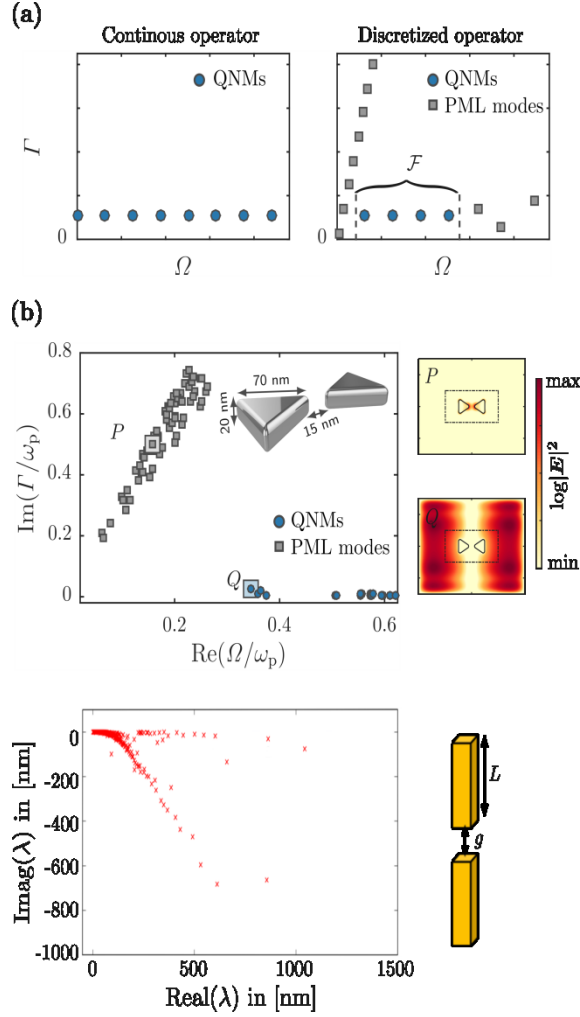 (a)
Continous operator
Discretized operator
QNMs
QNMs
PML modes
Γ
ℱ
0
0
Ω
Ω
(b)
0.8
0.6
0.4
0.2
0
Im(Γ/ωp)
P
70 nm
20 nm
15 nm
QNMs
PML modes
Q
0.2
0.4
0.6
Re(Ω/ωp)
P
Q
max
log|E|²
min
0
-200
-400
-600
-800
-1000
Imag(λ) in [nm]
0
500
1000
1500
Real(λ) in [nm]
L
g